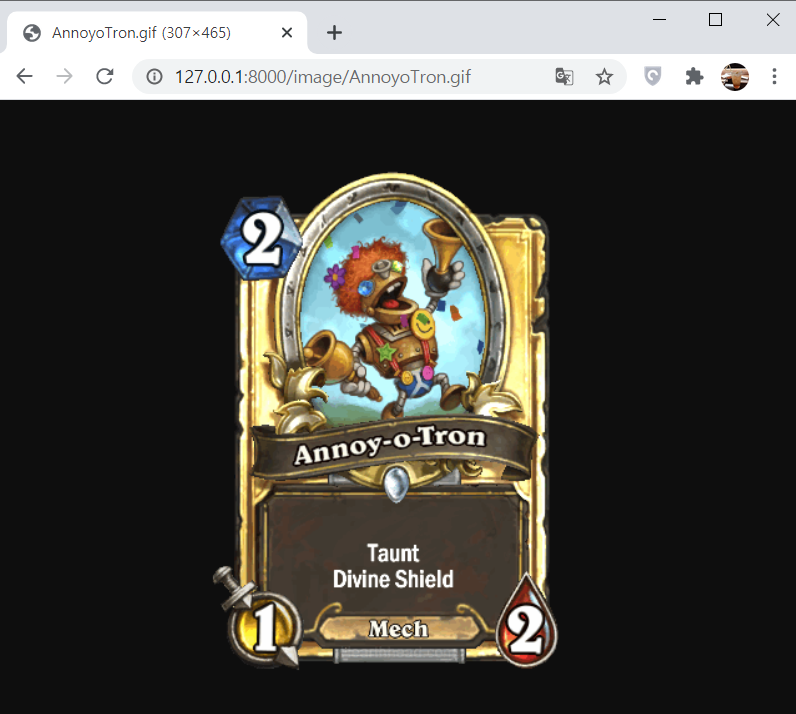 AnnoyoTron.gif (307×465)
127.0.0.1:8000/image/AnnoyoTron.gif
2
Annoy-o-Tron
Taunt
Divine Shield
1
Mech
2